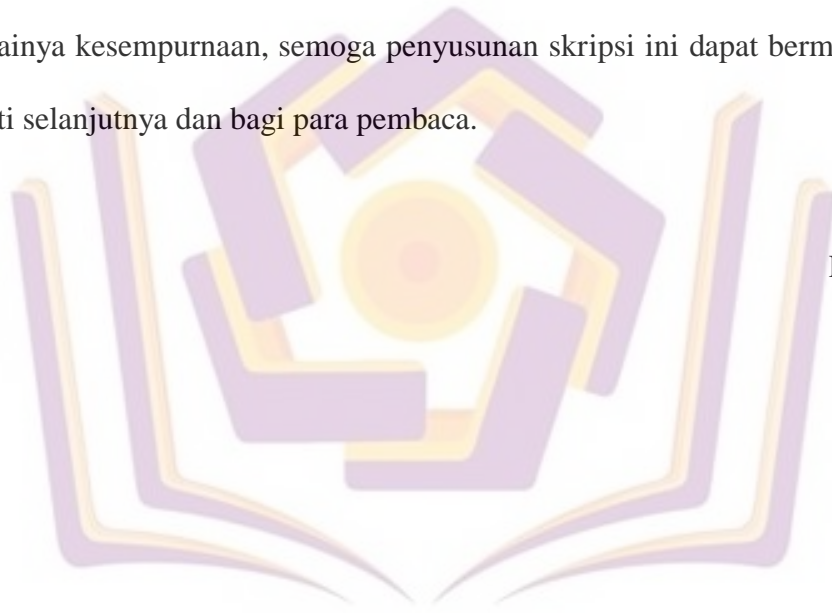 ainya kesempurnaan, semoga penyusunan skripsi ini dapat berm
ti selanjutnya dan bagi para pembaca.